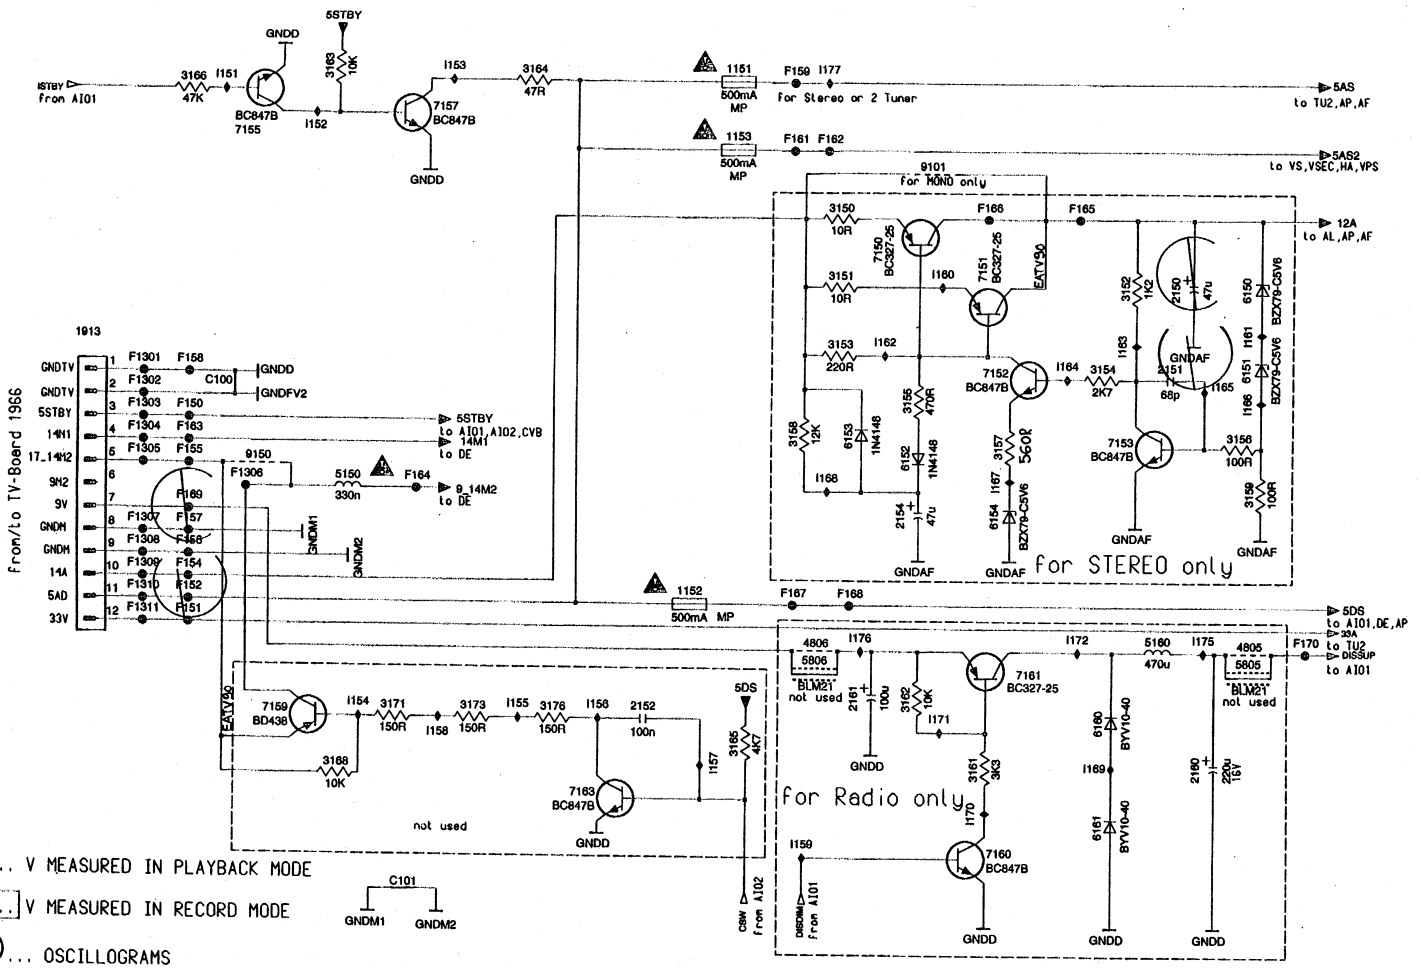 5STBY
GNDD
3163
10K
ISTBY
from AIO1
3166
47K
I151
BC847B
7155
I152
7157
BC847B
GNDD
I153
3164
47R
1151
500mA
MP
F159 I177
for Stereo or 2 Tuner
5AS
to TU2,AP,AF
1153
500mA
MP
F161 F162
5AS2
to VS,VSEC,HA,VPS
9101
for MONO only
3150
10R
7150
BC327-25
F166
F165
12A
to AL,AP,AF
3151
10R
I160
7151
BC327-25
EATV90
3152
1K2
2150
47u
6150
BZX79-C5V6
I161
3153
220R
I162
7152
BC847B
I164
3154
2K7
I163
GNDAF
2151
68p
I165
6151
BZX79-C5V6
I166
3158
12K
6153
1N4148
3155
470R
6152
1N4148
3157
560R
I167
6154
BZX79-C5V6
7153
BC847B
3156
100R
3159
100R
I168
2154
47u
GNDAF
GNDAF
GNDAF
GNDAF
for STEREO only
from/to TV-Board 1966
1913
GNDTV 1 F1301 F158
GNDD
C100
GNDTV 2 F1302
GNDFV2
5STBY 3 F1303 F150
5STBY
to AIO1,AIO2,CVB
14M1 4 F1304 F163
14M1
to DE
17_14M2 5 F1305 F155
9150
9M2 6
F1306
5150
330n
F164
9_14M2
to DE
9V 7 F169
GNDM 8 F1307 F157
GNDM1
GNDM 9 F1308 F156
GNDM2
14A 10 F1309 F154
5AD 11 F1310 F152
33V 12 F1311 F151
1152
500mA MP
F167 F168
5DS
to AIO1,DE,AP
33A
to TU2
DISSUP
to AIO1
EATV90
7159
BD438
I154
3171
150R
I158
3173
150R
I155
3176
150R
I156
2152
100n
5DS
3165
4K7
I157
3168
10K
7163
BC847B
GNDD
not used
CSW
from AIO2
4806
5806
BLM21
not used
I176
2161
100u
GNDD
3162
10K
I171
7161
BC327-25
I172
5160
470u
I175
4805
5805
BLM21
not used
F170
3161
3K3
I170
6160
BYV10-40
I169
6161
BYV10-40
2160
220u
16V
for Radio only
I159
DISDIM
from AIO1
7160
BC847B
GNDD
GNDD
GNDD
... V MEASURED IN PLAYBACK MODE
... V MEASURED IN RECORD MODE
... OSCILLOGRAMS
C101
GNDM1
GNDM2